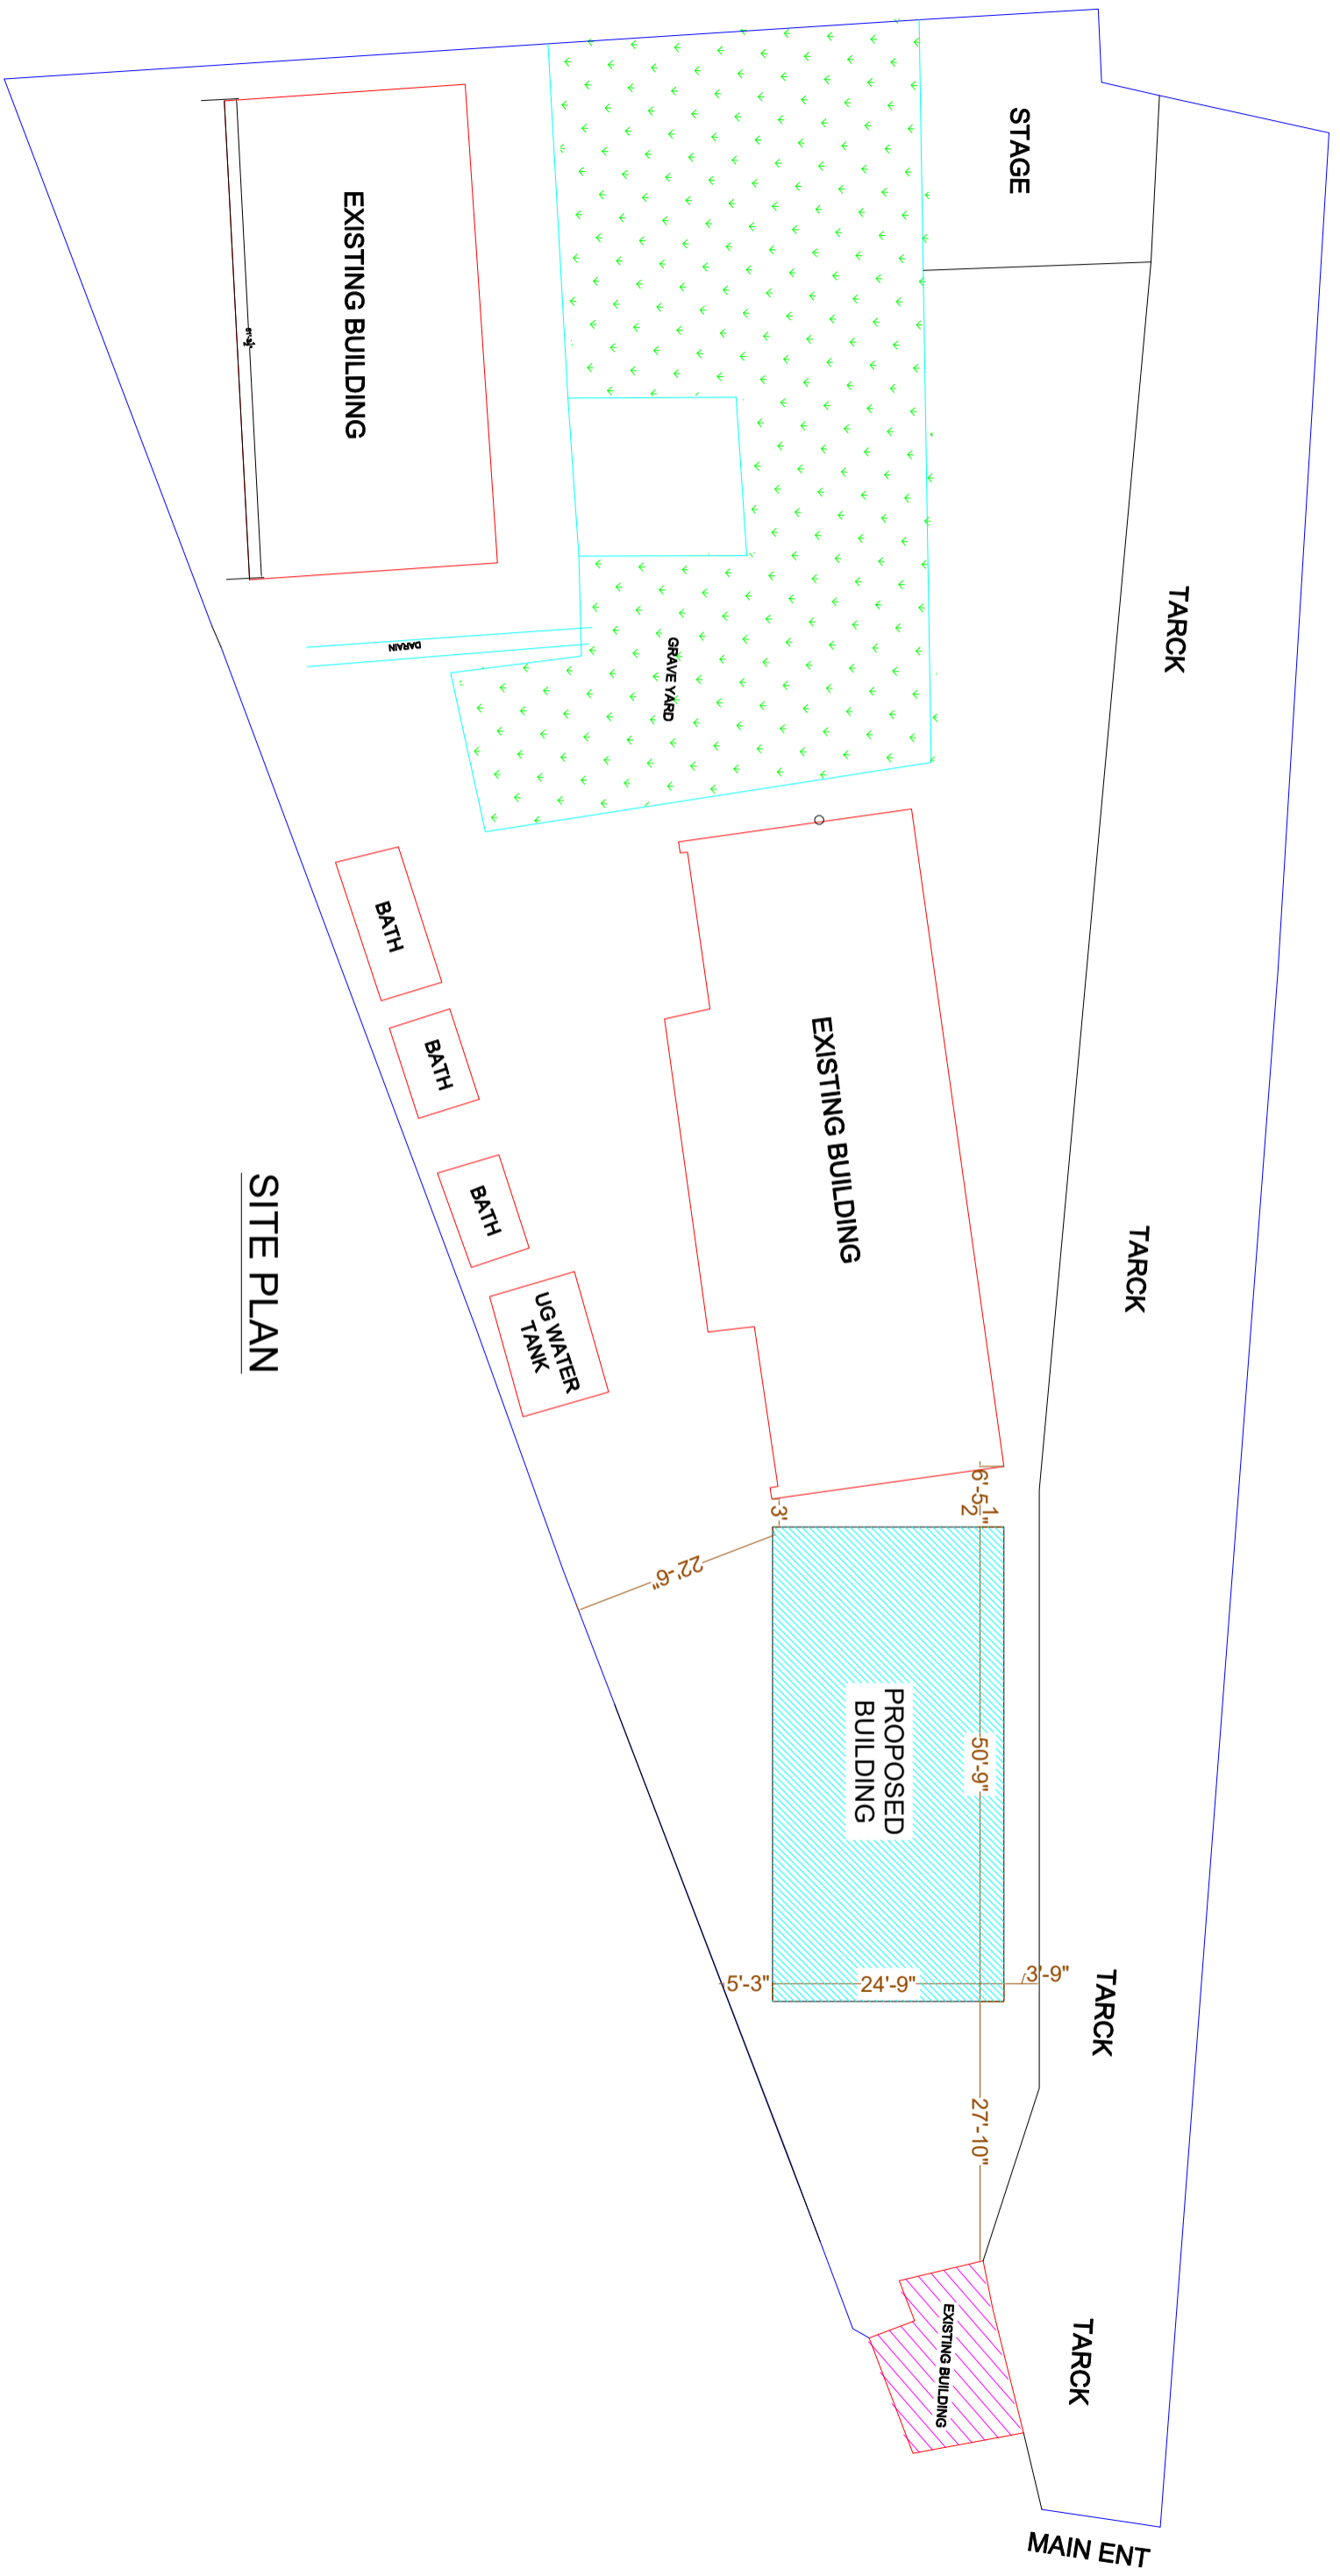 STAGE
EXISTING BUILDING
TARCK
DARAIN
GRAVE YARD
BATH
BATH
BATH
UG WATER
TANK
EXISTING BUILDING
TARCK
SITE PLAN
6'-5 1/2"
3'
22'-6"
PROPOSED
BUILDING
50'-9"
5'-3"
24'-9"
3'-9"
TARCK
27'-10"
EXISTING BUILDING
TARCK
MAIN ENT